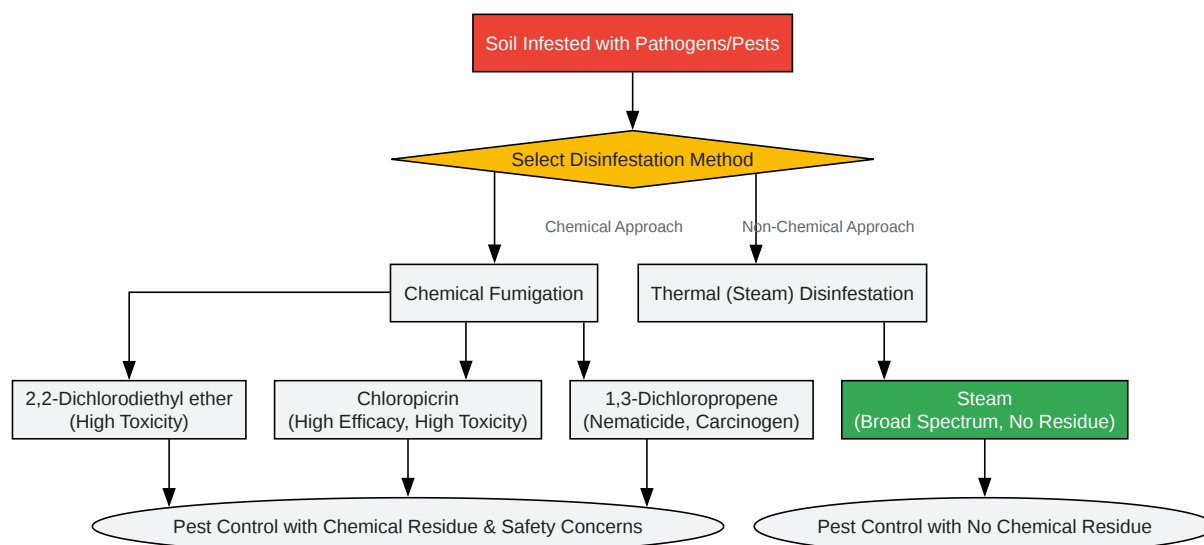 Soil Infested with Pathogens/Pests
Select Disinfestation Method
Chemical Approach
Non-Chemical Approach
Chemical Fumigation
Thermal (Steam) Disinfestation
2,2-Dichlorodiethyl ether
(High Toxicity)
Chloropicrin
(High Efficacy, High Toxicity)
1,3-Dichloropropene
(Nematicide, Carcinogen)
Steam
(Broad Spectrum, No Residue)
Pest Control with Chemical Residue & Safety Concerns
Pest Control with No Chemical Residue